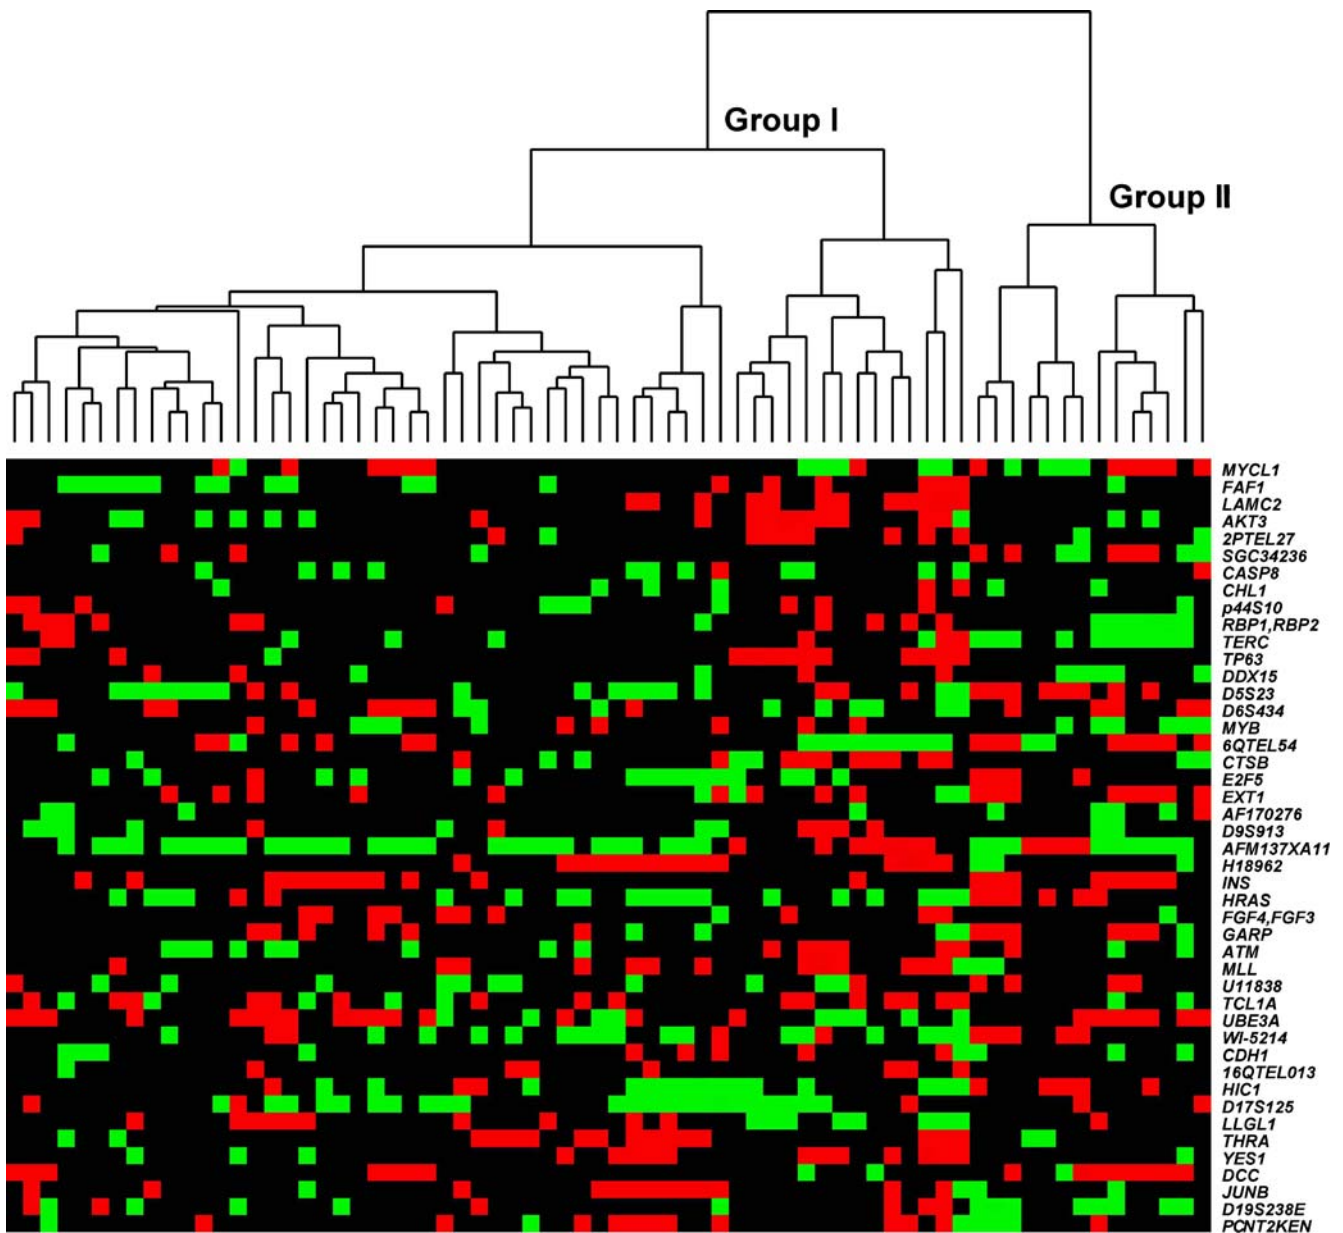 Group I
Group II
MYCL1
FAF1
LAMC2
AKT3
2PTEL27
SGC34236
CASP8
CHL1
p44S10
RBP1,RBP2
TERC
TP63
DDX15
D5S23
D6S434
MYB
6QTEL54
CTSB
E2F5
EXT1
AF170276
D9S913
AFM137XA11
H18962
INS
HRAS
FGF4,FGF3
GARP
ATM
MLL
U11838
TCL1A
UBE3A
WI-5214
CDH1
16QTEL013
HIC1
D17S125
LLGL1
THRA
YES1
DCC
JUNB
D19S238E
PCNT2KEN